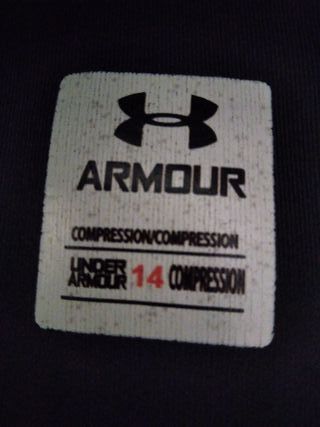 ARMOUR
COMPRESSION/COMPRESSION
UNDER ARMOUR 14 COMPRESSION